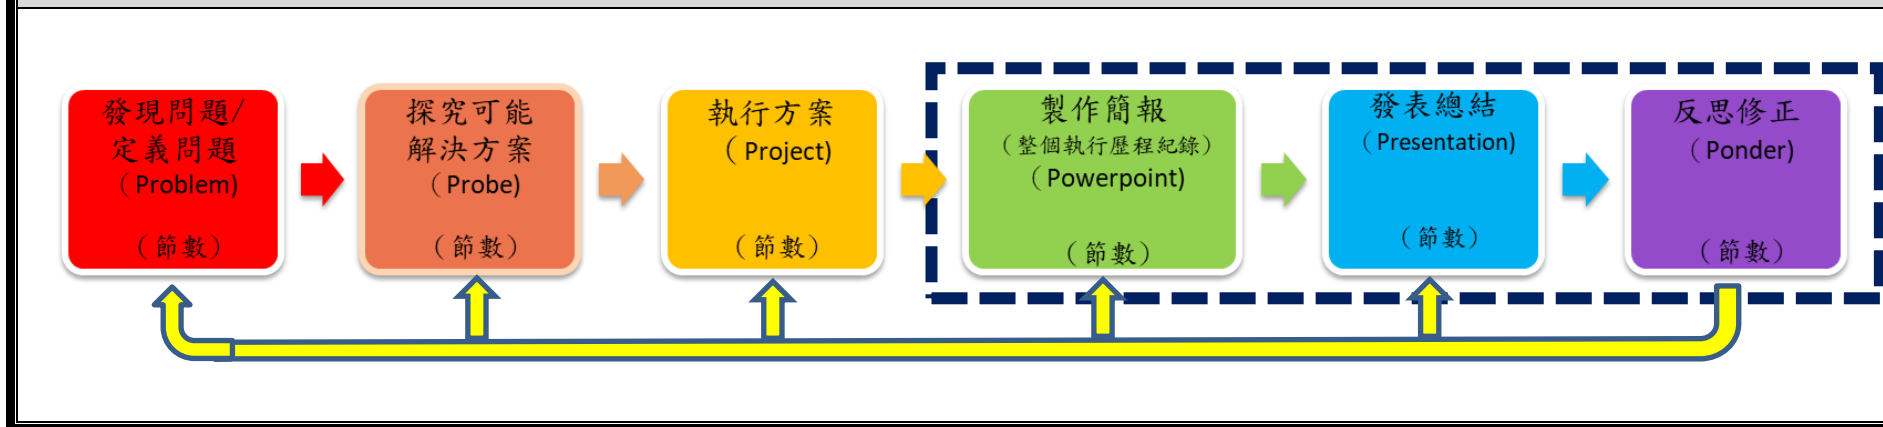 發現問題/
定義問題
（Problem)
（節數）
探究可能
解決方案
（Probe)
（節數）
執行方案
（Project)
（節數）
製作簡報
（整個執行歷程紀錄）
（Powerpoint)
（節數）
發表總結
（Presentation)
（節數）
反思修正
（Ponder)
（節數）